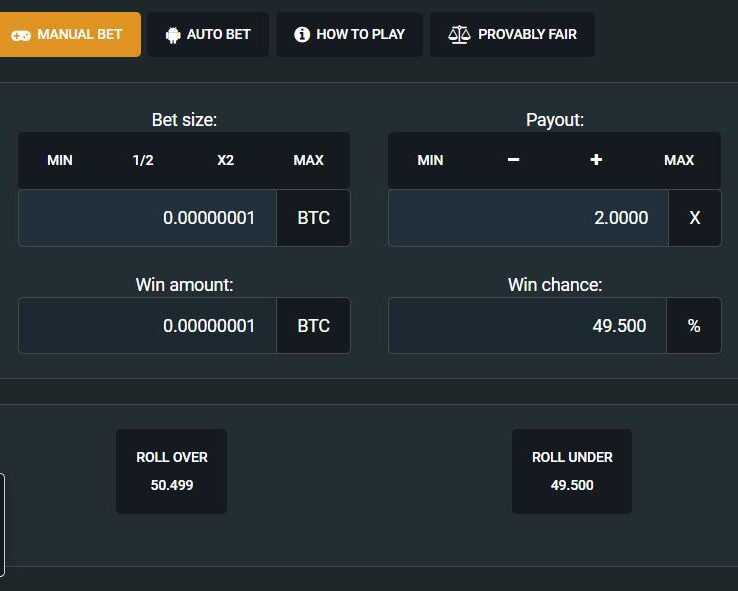 MANUAL BET AUTO BET HOW TO PLAY PROVABLY FAIR
Bet size: Payout:
MIN 1/2 X2 MAX MIN − + MAX
0.00000001 BTC 2.0000 X
Win amount: Win chance:
0.00000001 BTC 49.500 %
ROLL OVER ROLL UNDER
50.499 49.500